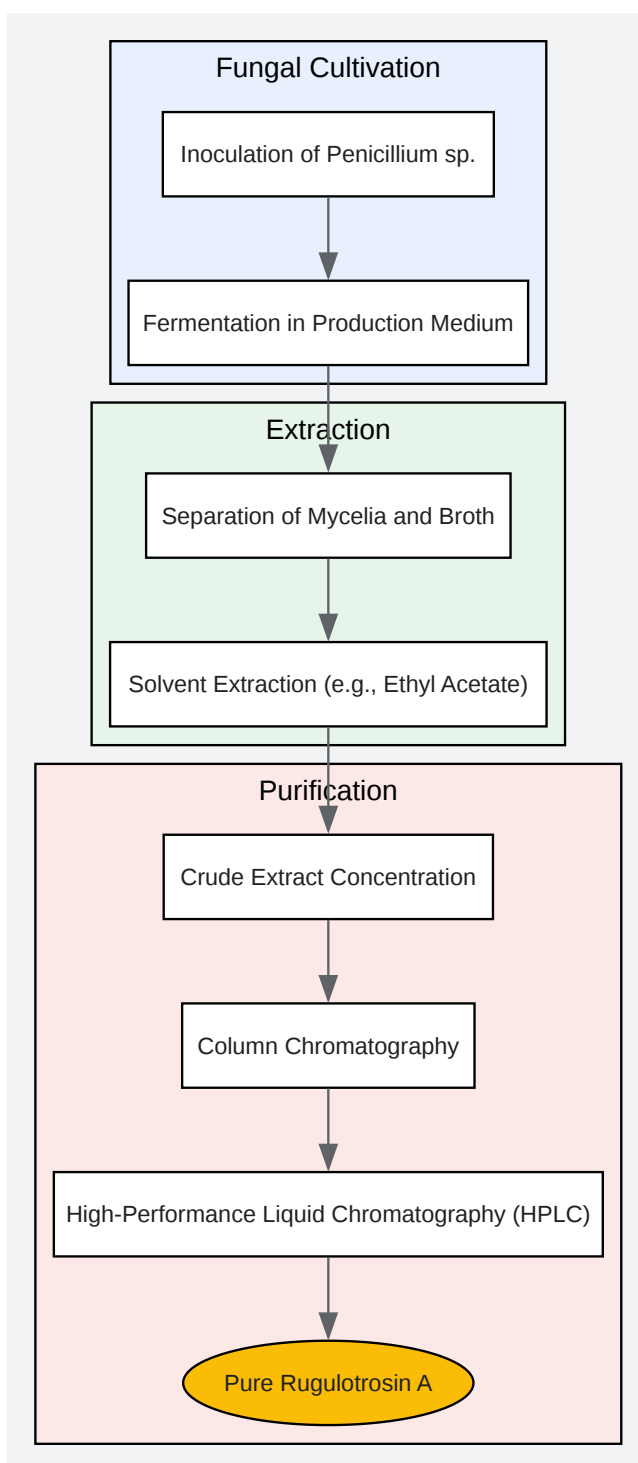 Fungal Cultivation
Inoculation of Penicillium sp.
Fermentation in Production Medium
Extraction
Separation of Mycelia and Broth
Solvent Extraction (e.g., Ethyl Acetate)
Purification
Crude Extract Concentration
Column Chromatography
High-Performance Liquid Chromatography (HPLC)
Pure Rugulotrosin A